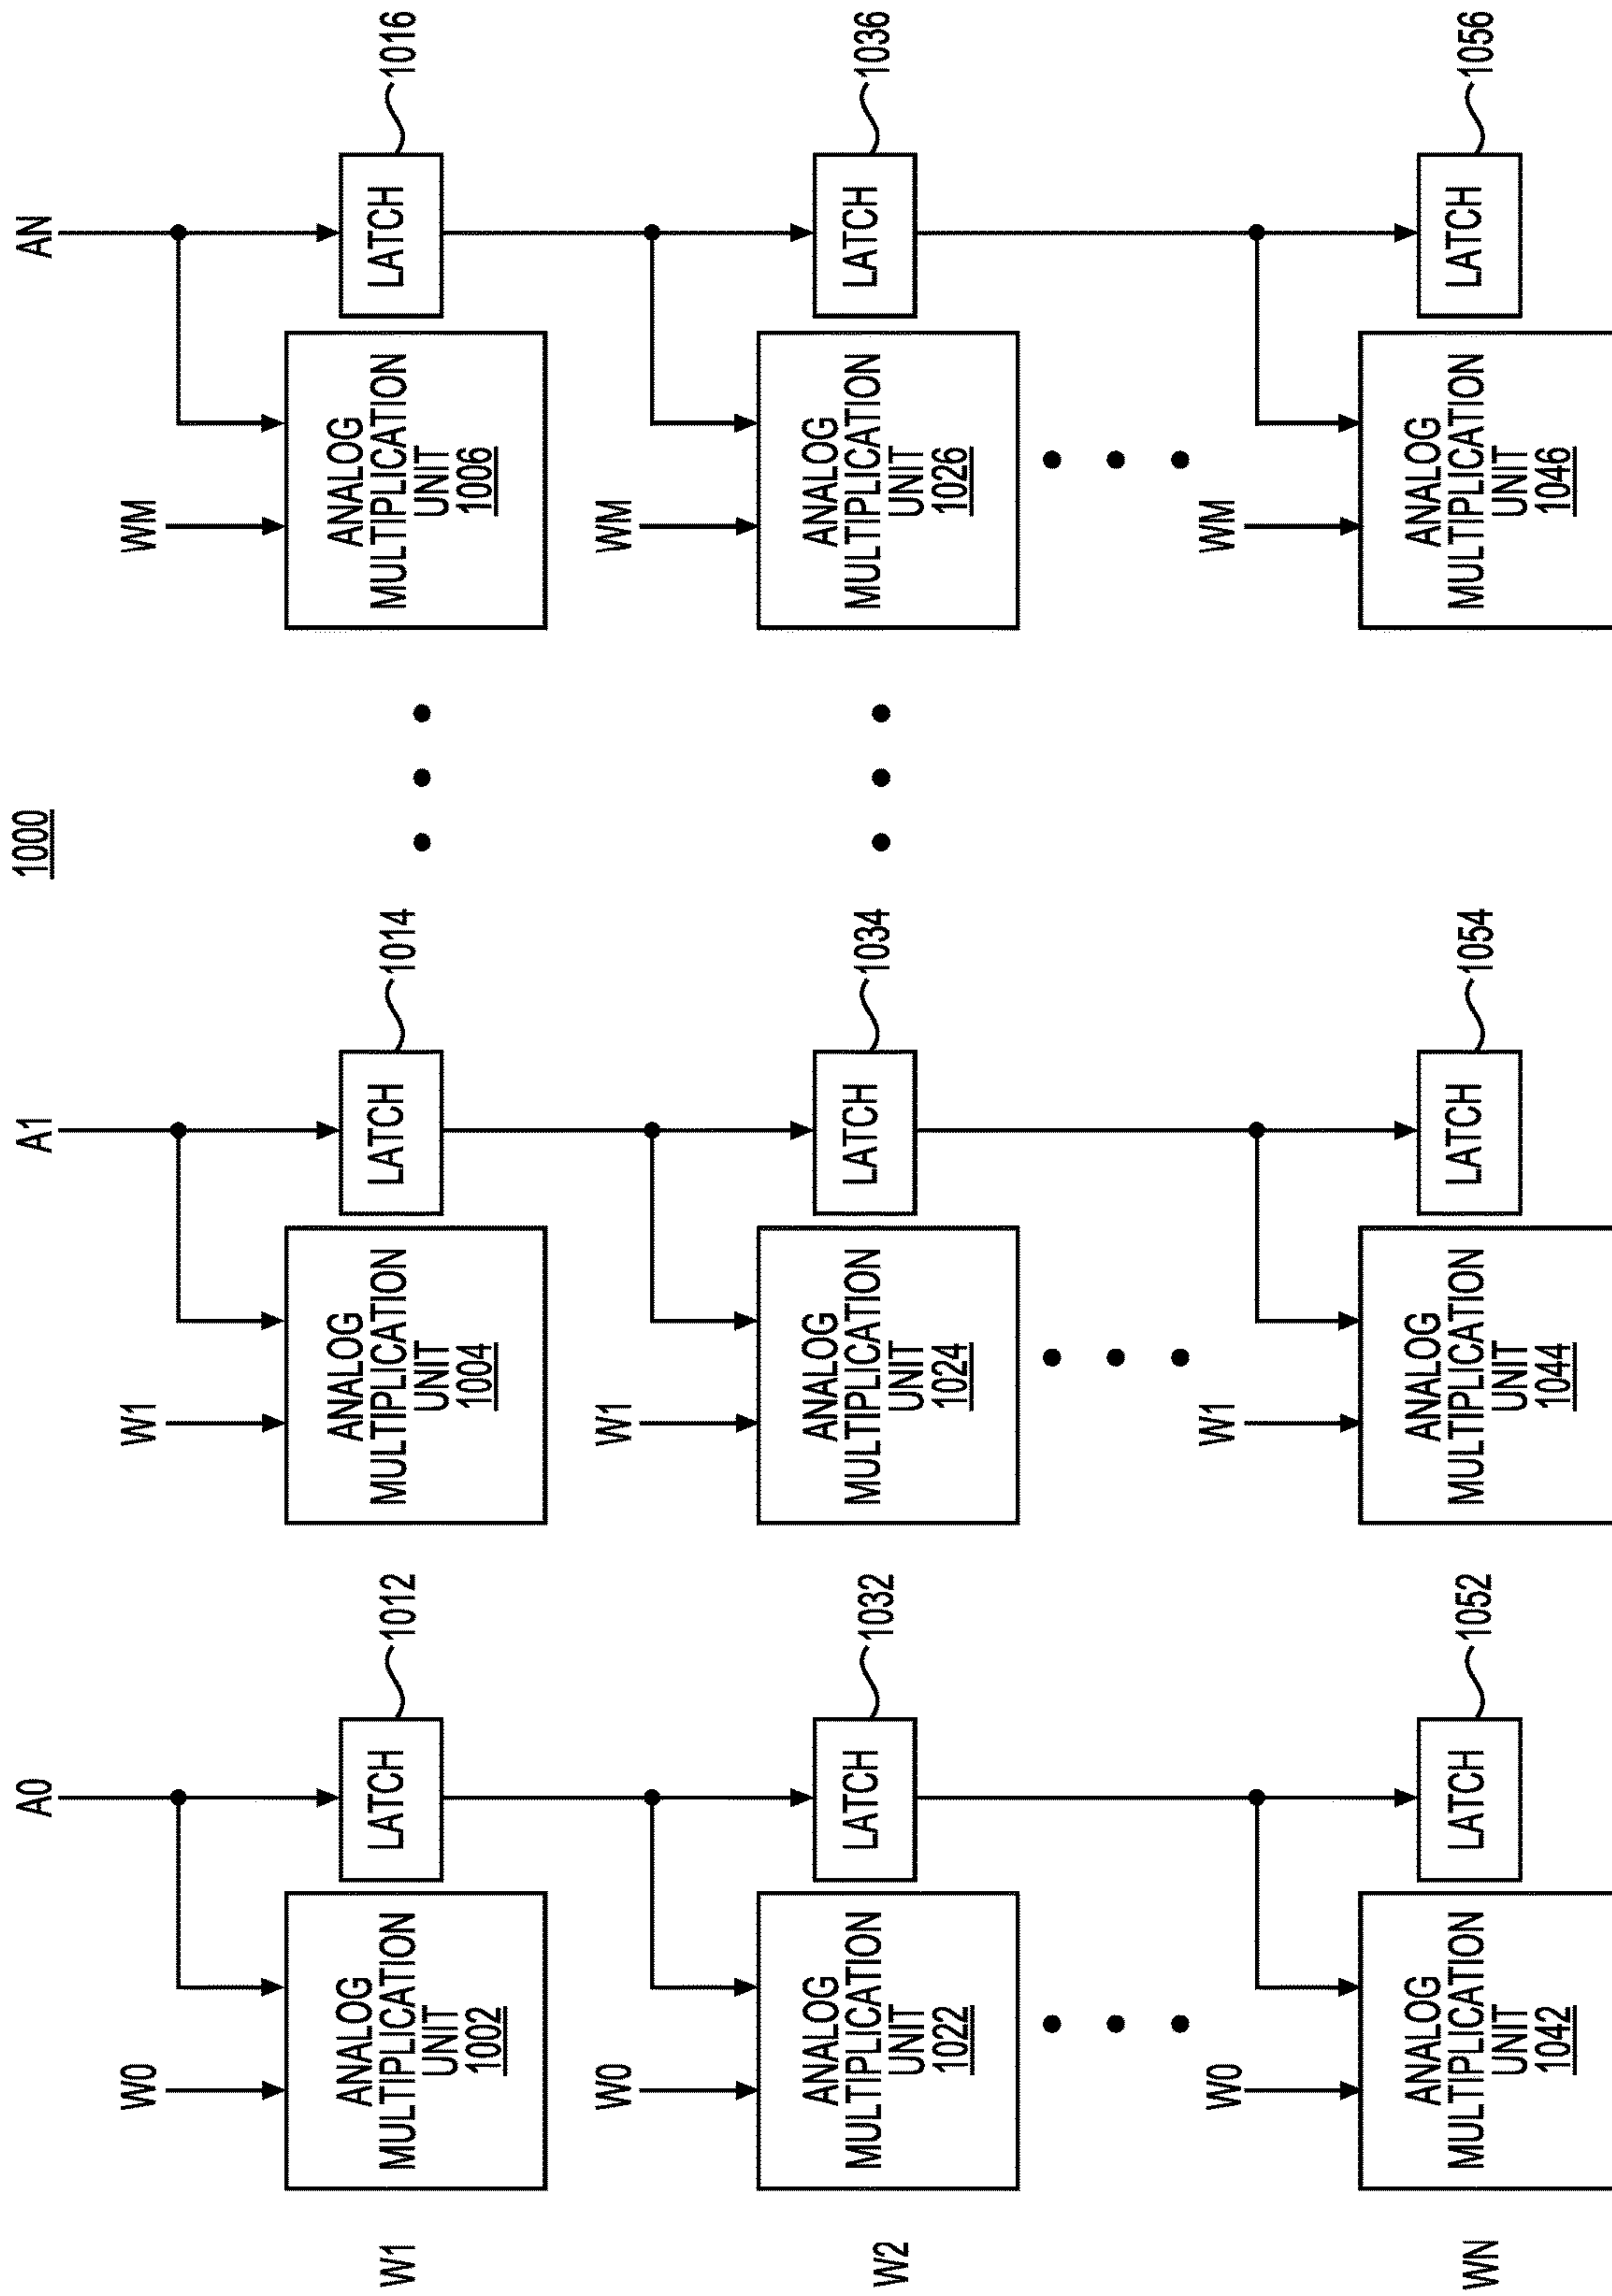 1000
A0
A1
AN
W0
W1
WM
W1
ANALOG
MULTIPLICATION
UNIT
1002
LATCH
1012
ANALOG
MULTIPLICATION
UNIT
1004
LATCH
1014
ANALOG
MULTIPLICATION
UNIT
1006
LATCH
1016
W0
W1
WM
W2
ANALOG
MULTIPLICATION
UNIT
1022
LATCH
1032
ANALOG
MULTIPLICATION
UNIT
1024
LATCH
1034
ANALOG
MULTIPLICATION
UNIT
1026
LATCH
1036
W0
W1
WM
WN
ANALOG
MULTIPLICATION
UNIT
1042
LATCH
1052
ANALOG
MULTIPLICATION
UNIT
1044
LATCH
1054
ANALOG
MULTIPLICATION
UNIT
1046
LATCH
1056